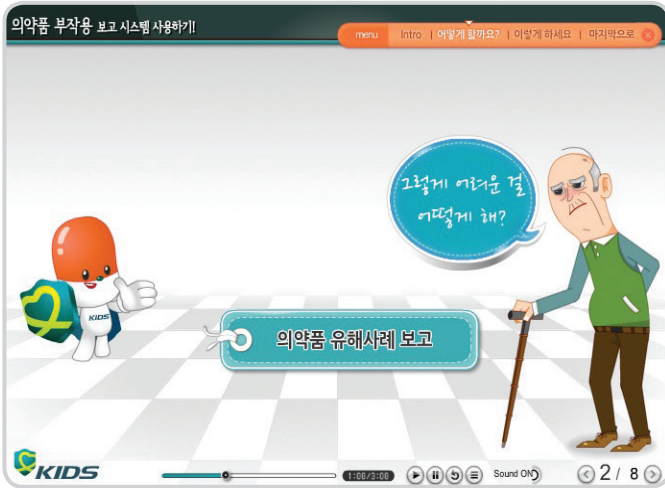 의약품 부작용 보고 시스템 사용하기!
menu Intro | 어떻게 할까요? | 이렇게 하세요 | 마지막으로
그렇게 어려운 걸
어떻게 해?
KIDS
의약품 유해사례 보고
KIDS
1:08/3:08 Sound ON 2 / 8